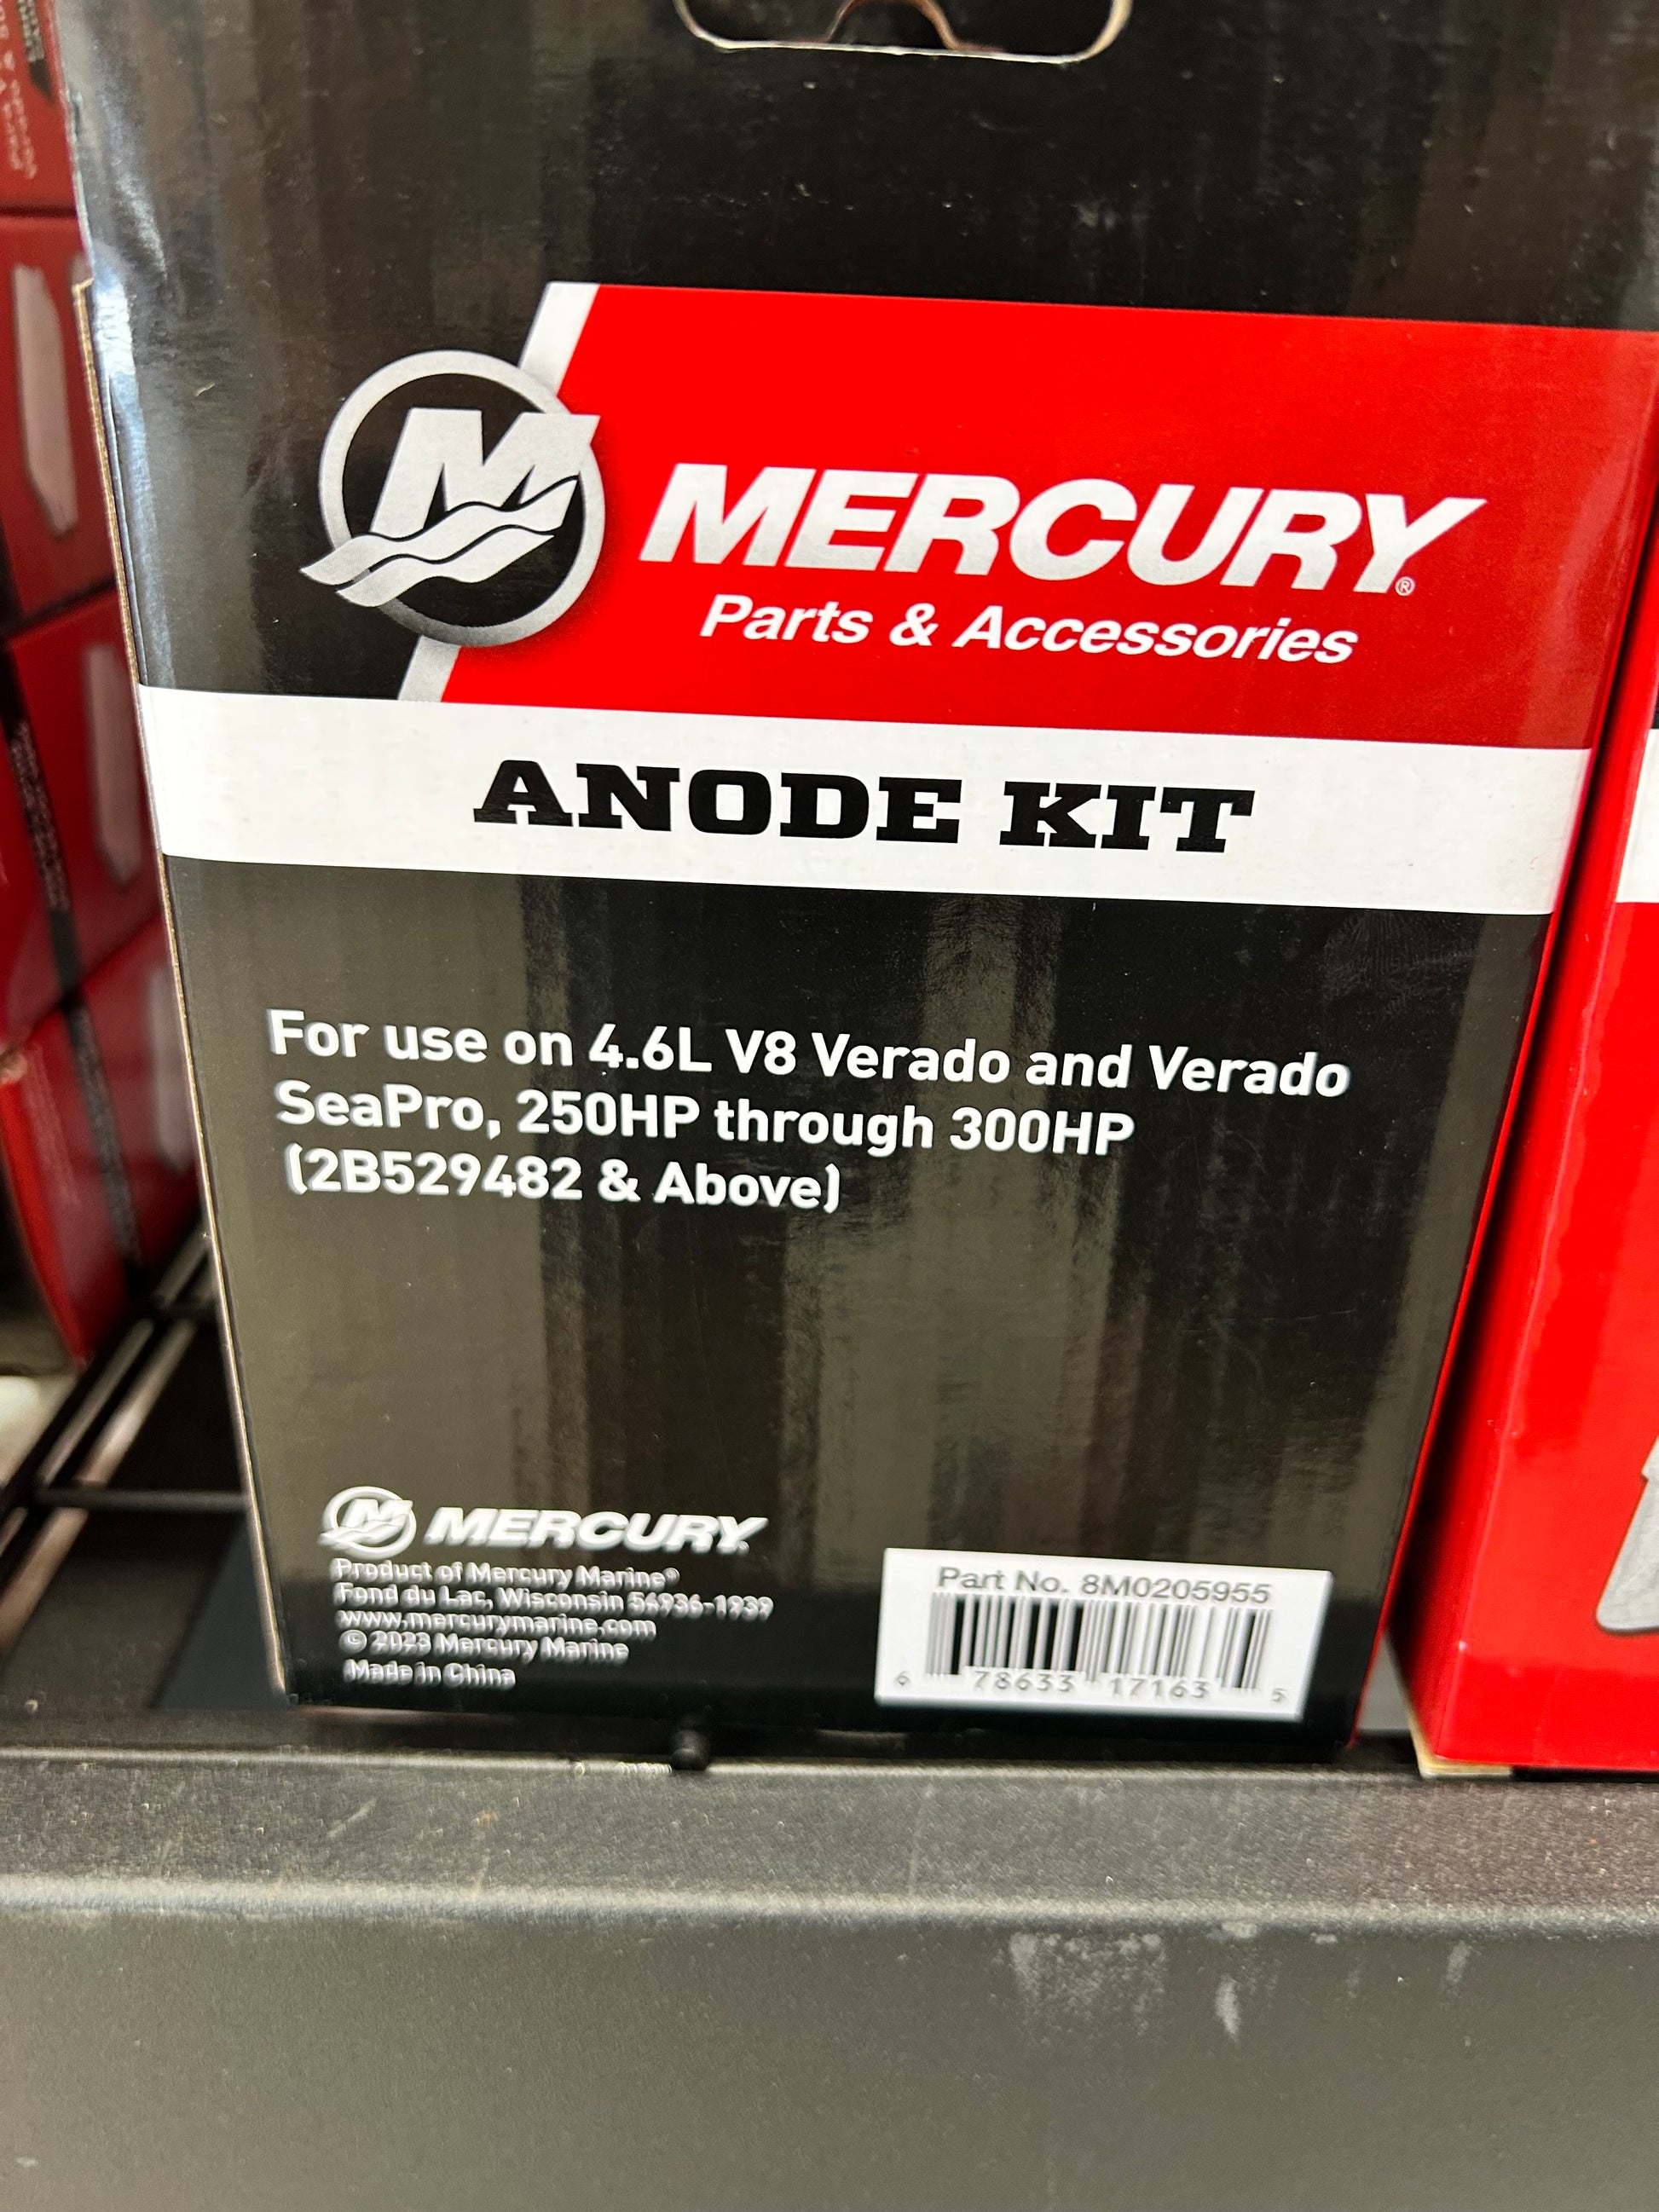 MERCURY®
Parts & Accessories
ANODE KIT
For use on 4.6L V8 Verado and Verado
SeaPro, 250HP through 300HP
(2B529482 & Above)
MERCURY
Product of Mercury Marine®
Fond du Lac, Wisconsin 54936-1939
www.mercurymarine.com
© 2023 Mercury Marine
Made in China
Part No. 8M0205955
6 78633 17163 5